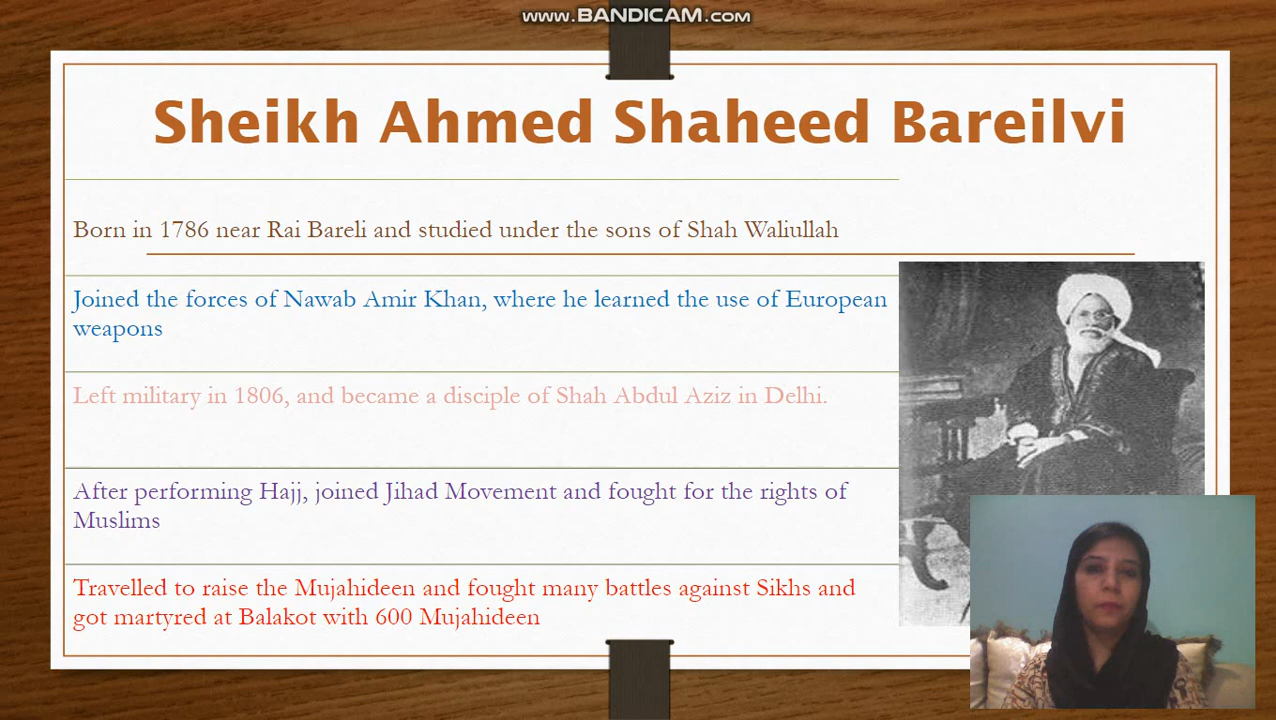 www.BANDICAM.com
Sheikh Ahmed Shaheed Bareilvi
Born in 1786 near Rai Bareli and studied under the sons of Shah Waliullah
Joined the forces of Nawab Amir Khan, where he learned the use of European
weapons
Left military in 1806, and became a disciple of Shah Abdul Aziz in Delhi.
After performing Hajj, joined Jihad Movement and fought for the rights of
Muslims
Travelled to raise the Mujahideen and fought many battles against Sikhs and
got martyred at Balakot with 600 Mujahideen